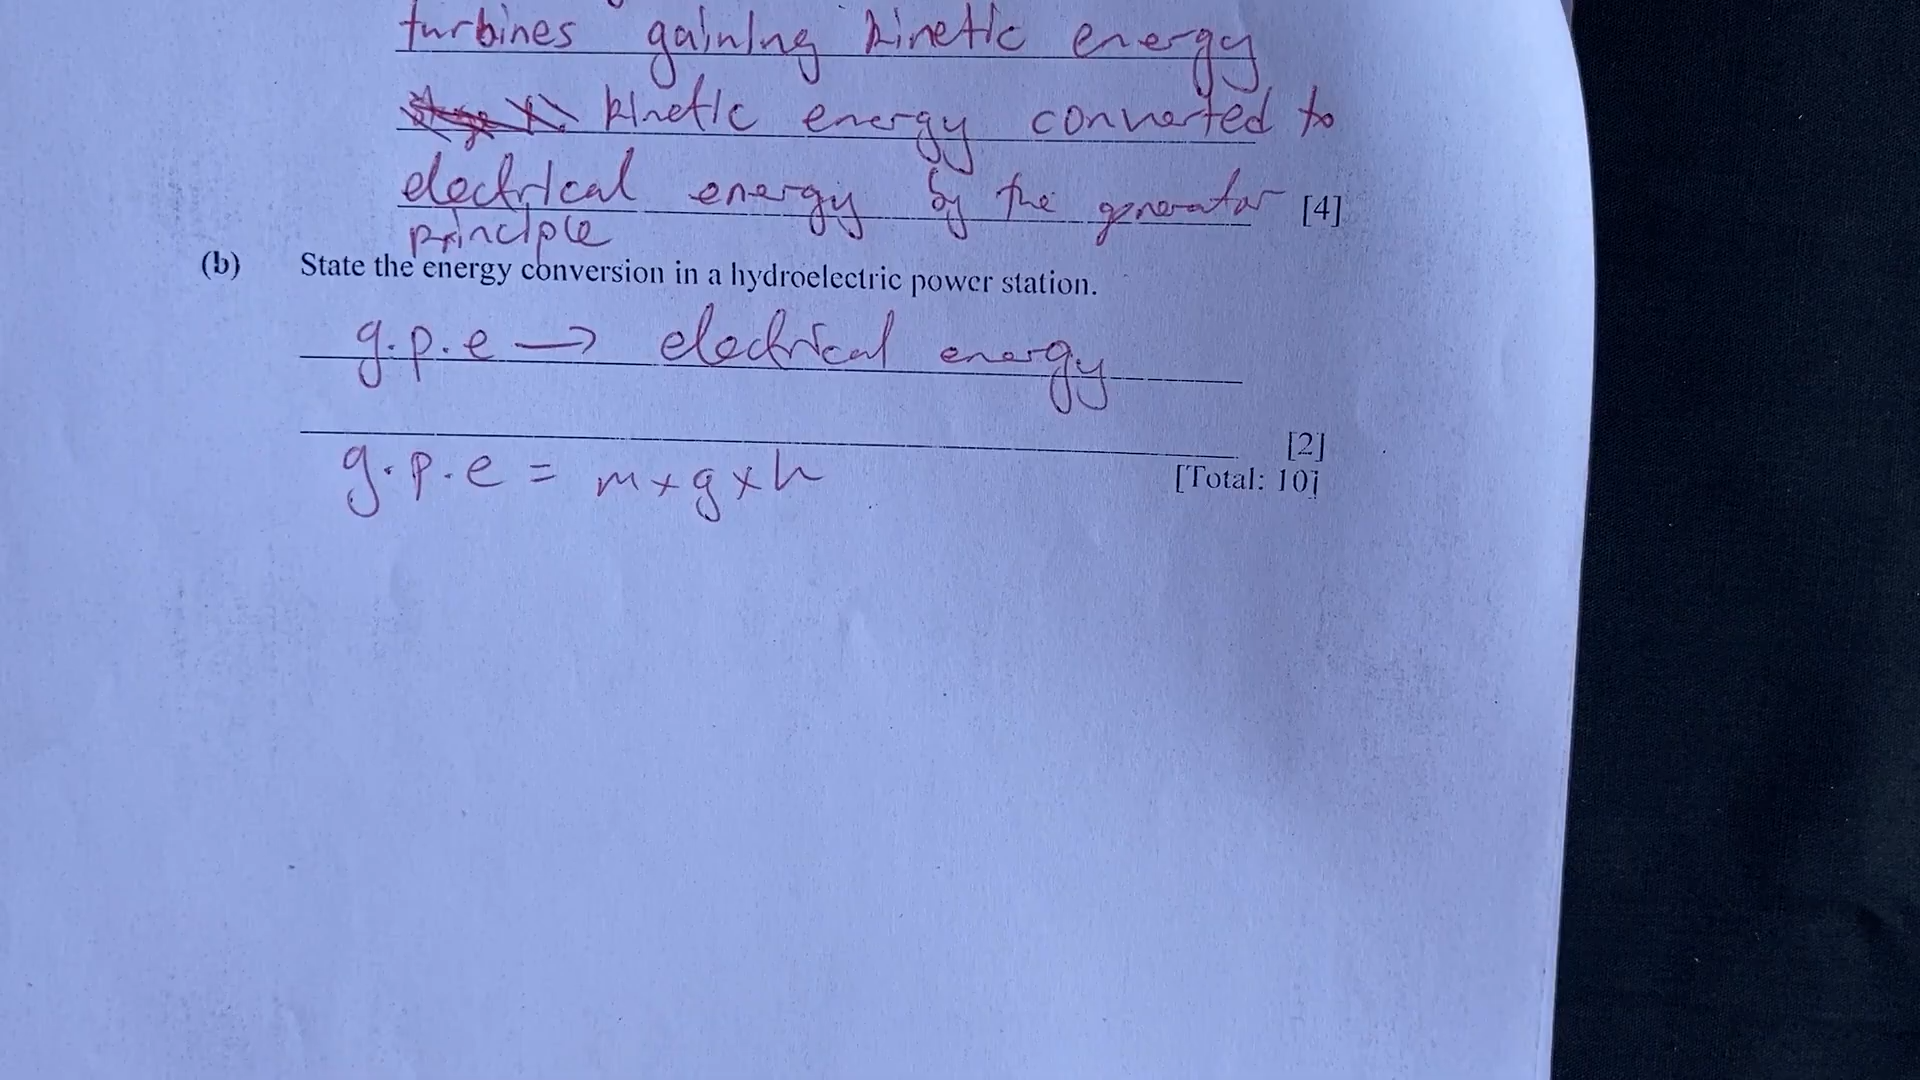 turbines gaining kinetic energy
kinetic energy converted to
electrical energy by the generator [4]
principle
(b) State the energy conversion in a hydroelectric power station.
g.p.e → electrical energy
[2]
g.p.e = m x g x h [Total: 10]